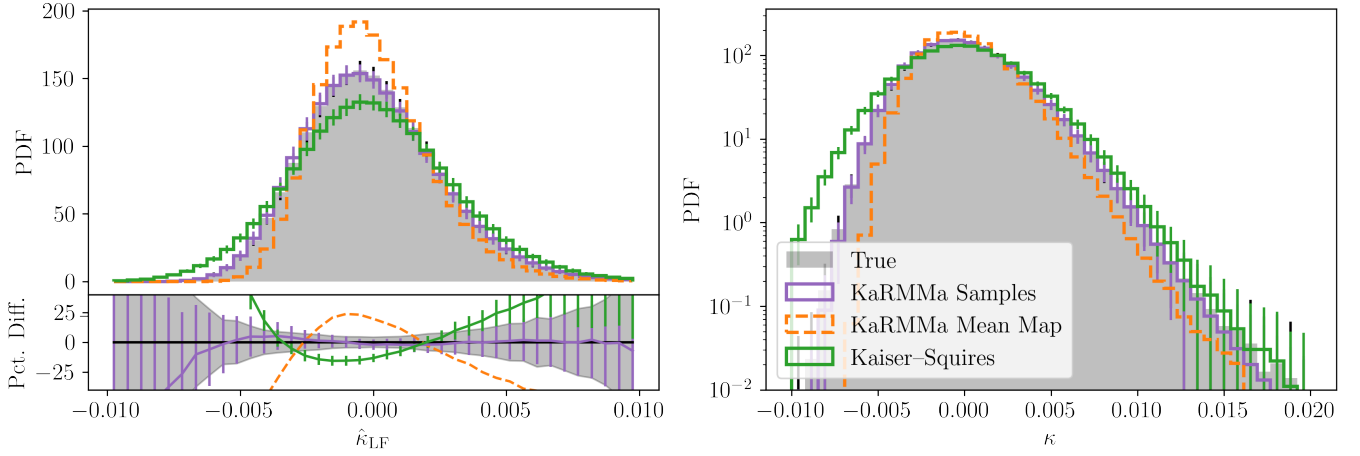 200
150
100
50
0
PDF
25
0
−25
Pct. Diff.
−0.010 −0.005 0.000 0.005 0.010
κ̂LF
10²
10¹
10⁰
10⁻¹
10⁻²
PDF
True
KaRMMa Samples
KaRMMa Mean Map
Kaiser–Squires
−0.010 −0.005 0.000 0.005 0.010 0.015 0.020
κ